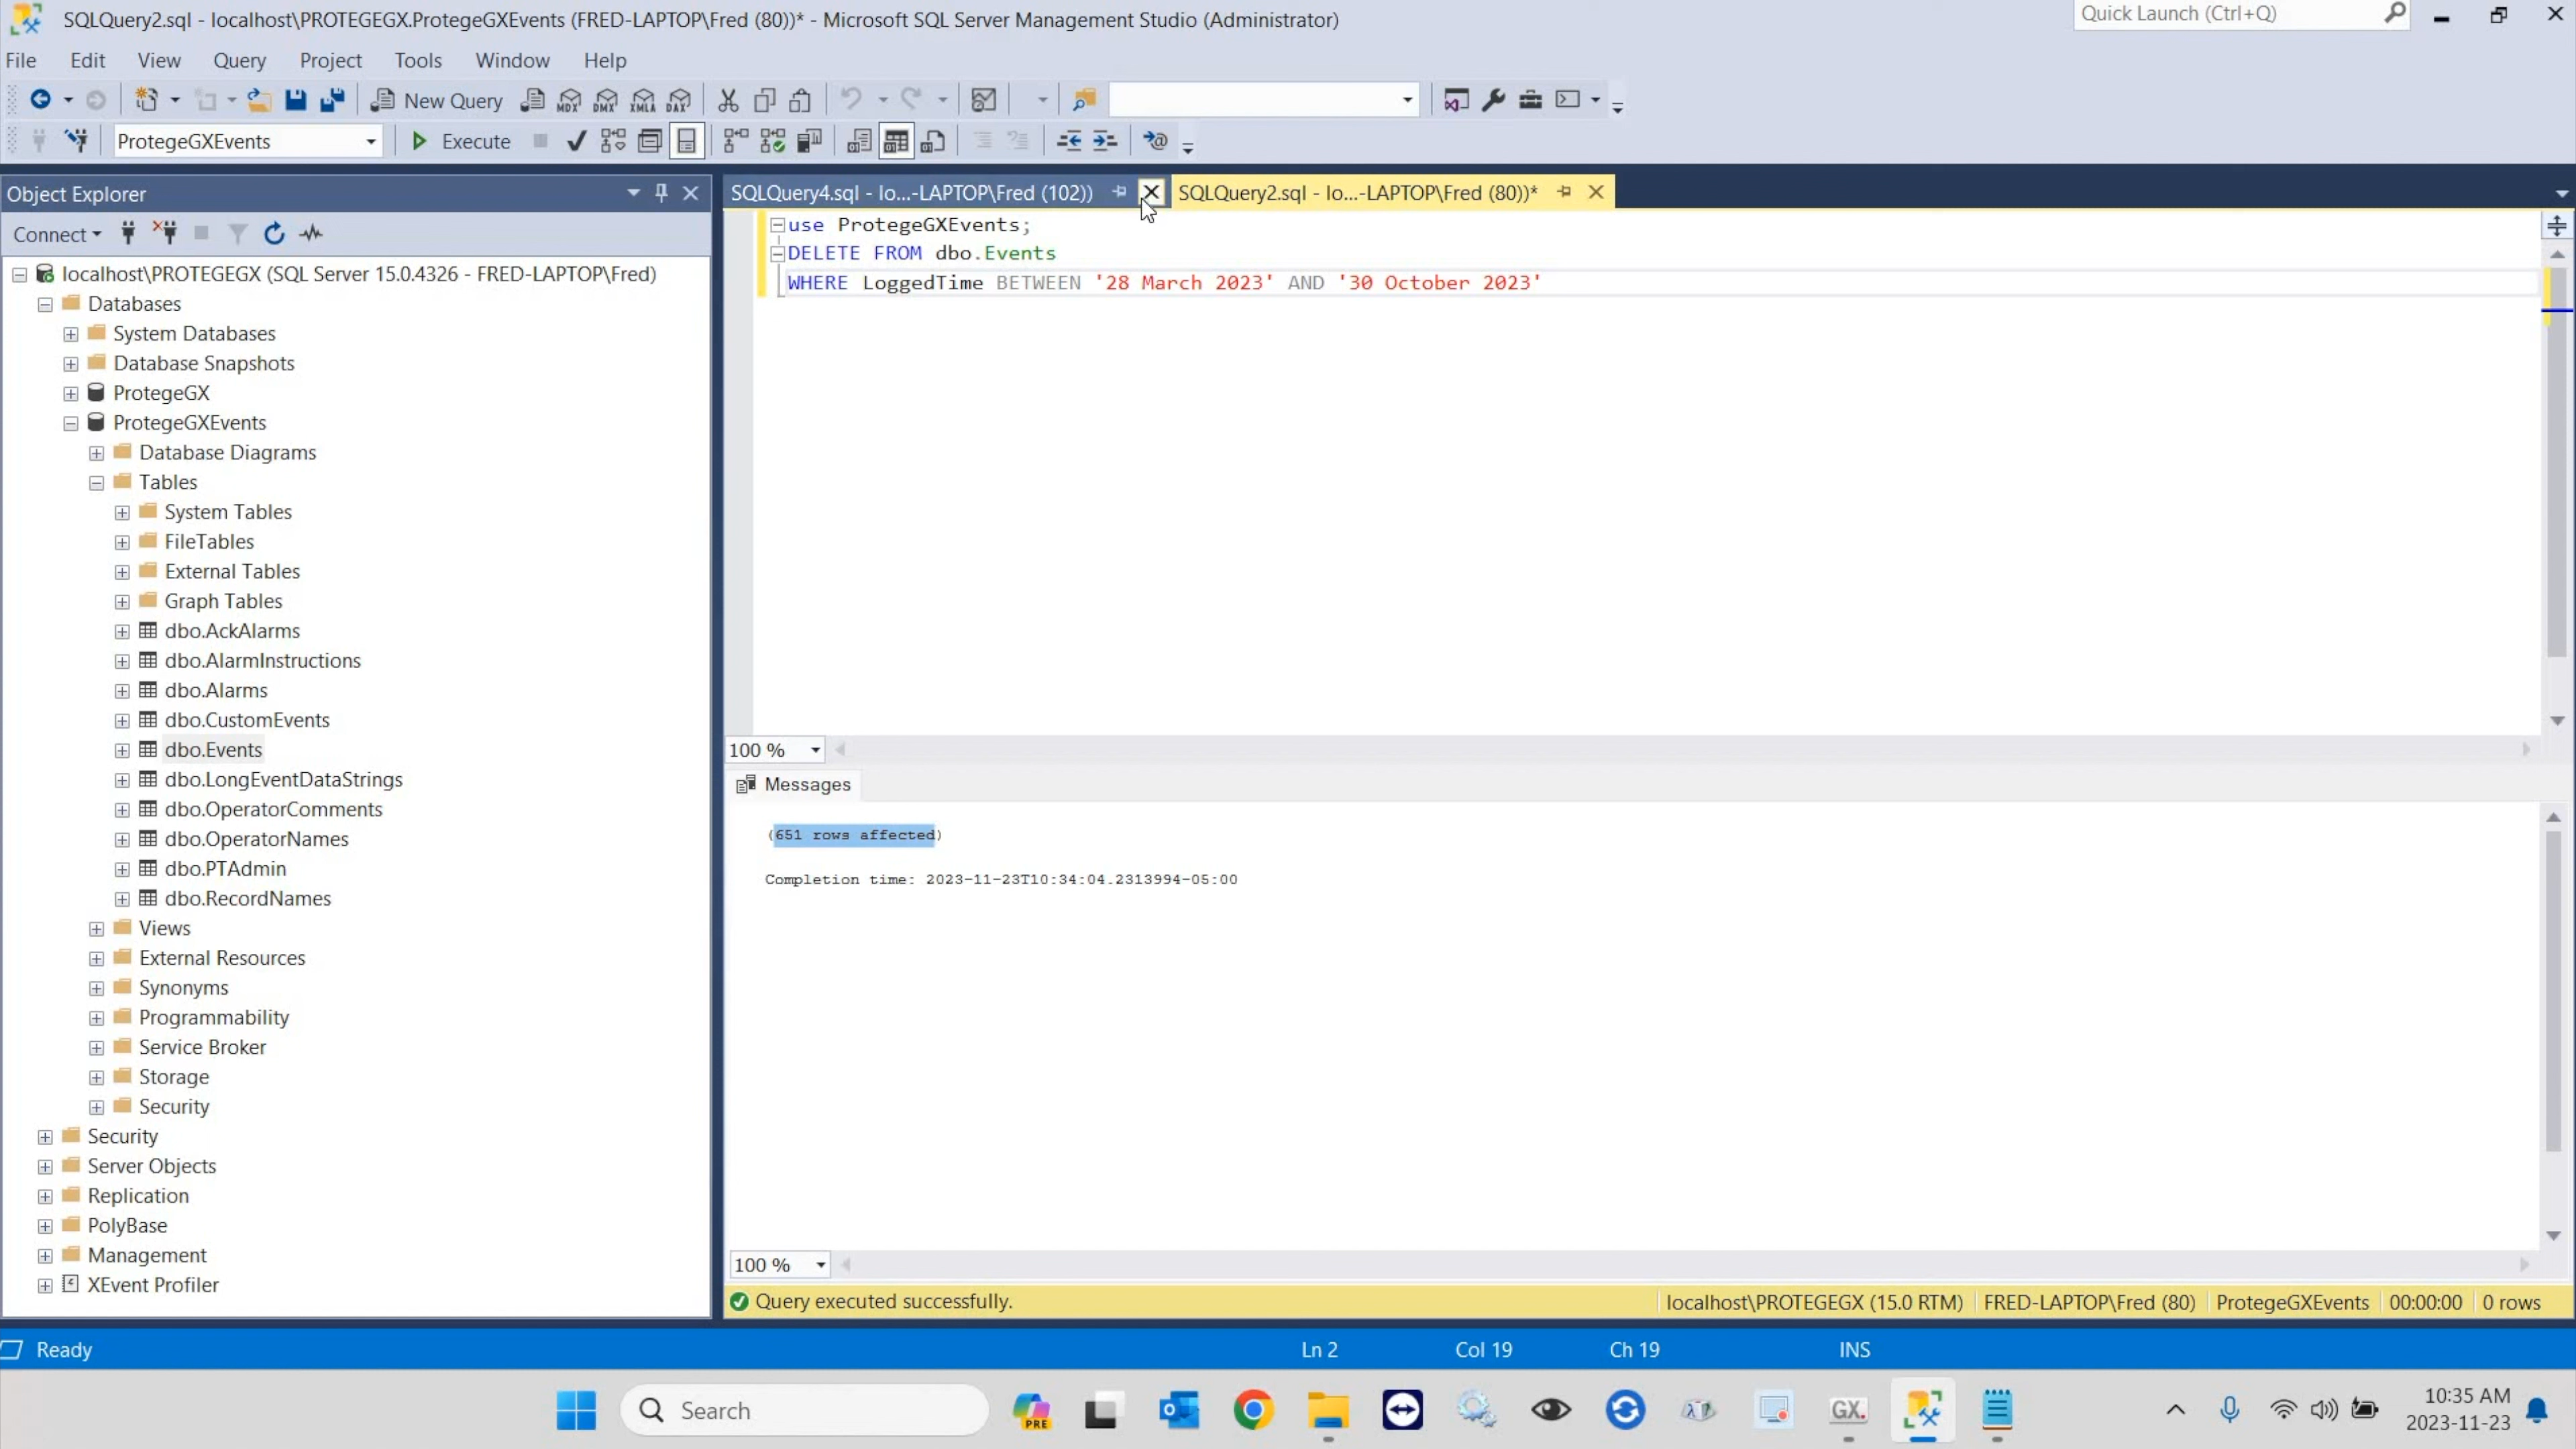 SQLQuery2.sql - localhost\PROTEGEGX.ProtegeGXEvents (FRED-LAPTOP\Fred (80))* - Microsoft SQL Server Management Studio (Administrator)
Quick Launch (Ctrl+Q)
File Edit View Query Project Tools Window Help
New Query MDX DMX XMLA DAX
ProtegeGXEvents Execute
Object Explorer
SQLQuery4.sql - lo...-LAPTOP\Fred (102))
SQLQuery2.sql - lo...-LAPTOP\Fred (80))*
Connect
localhost\PROTEGEGX (SQL Server 15.0.4326 - FRED-LAPTOP\Fred)
Databases
System Databases
Database Snapshots
ProtegeGX
ProtegeGXEvents
Database Diagrams
Tables
System Tables
FileTables
External Tables
Graph Tables
dbo.AckAlarms
dbo.AlarmInstructions
dbo.Alarms
dbo.CustomEvents
dbo.Events
dbo.LongEventDataStrings
dbo.OperatorComments
dbo.OperatorNames
dbo.PTAdmin
dbo.RecordNames
Views
External Resources
Synonyms
Programmability
Service Broker
Storage
Security
Security
Server Objects
Replication
PolyBase
Management
XEvent Profiler
use ProtegeGXEvents;
DELETE FROM dbo.Events
WHERE LoggedTime BETWEEN '28 March 2023' AND '30 October 2023'
100 %
Messages
(651 rows affected)
Completion time: 2023-11-23T10:34:04.2313994-05:00
100 %
Query executed successfully.
localhost\PROTEGEGX (15.0 RTM) FRED-LAPTOP\Fred (80) ProtegeGXEvents 00:00:00 0 rows
Ready Ln 2 Col 19 Ch 19 INS
Search
PRE
GX.
10:35 AM
2023-11-23